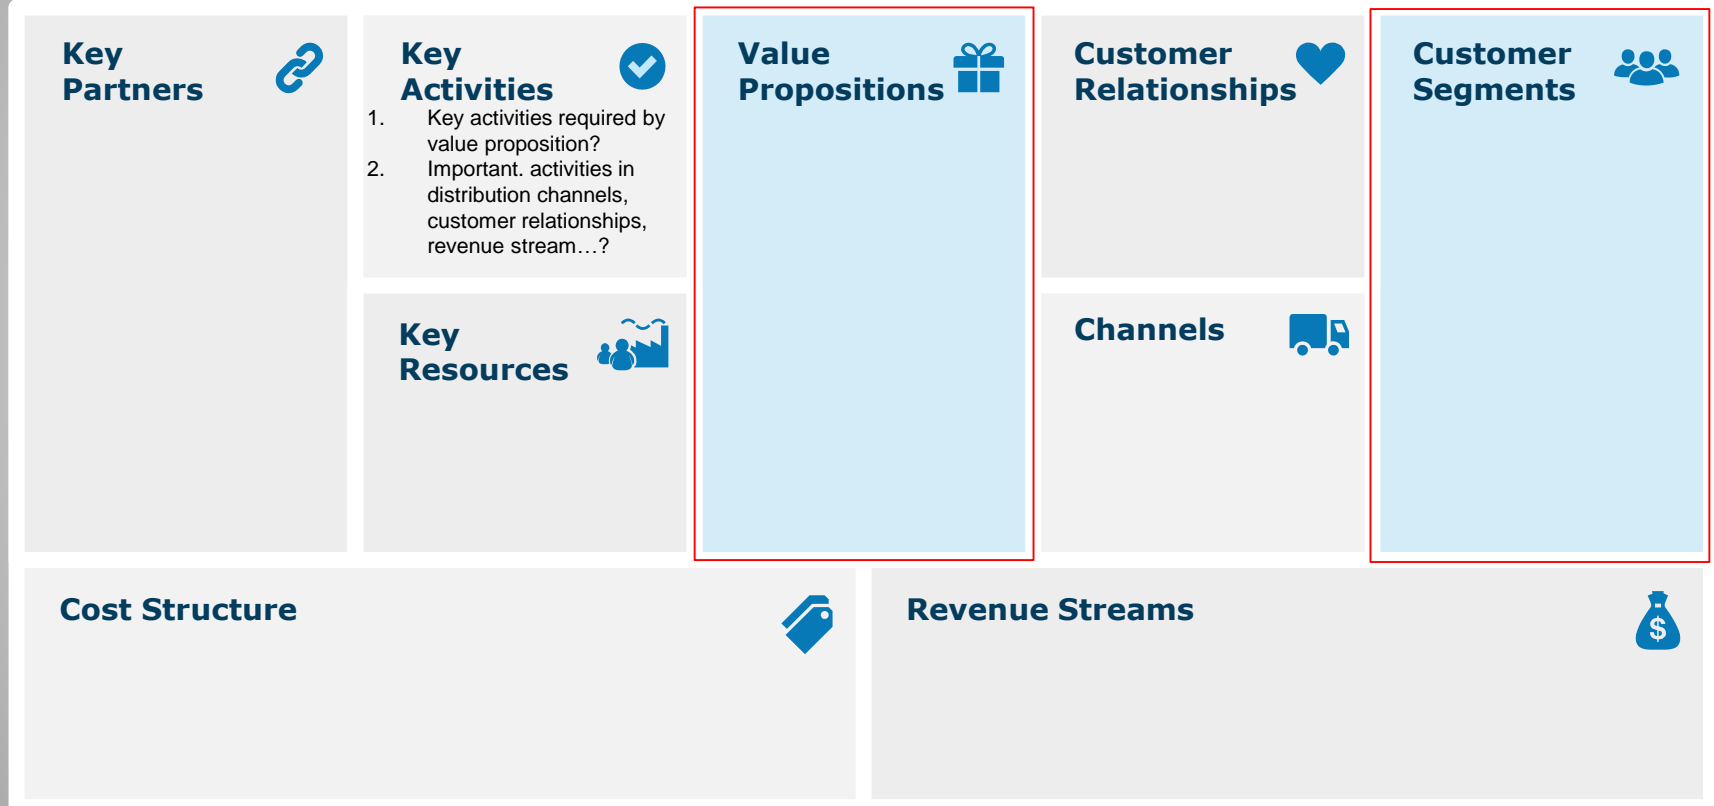 Key
Partners
Key
Activities
1. Key activities required by
value proposition?
2. Important. activities in
distribution channels,
customer relationships,
revenue stream…?
Key
Resources
Value
Propositions
Customer
Relationships
Channels
Customer
Segments
Cost Structure
Revenue Streams
$